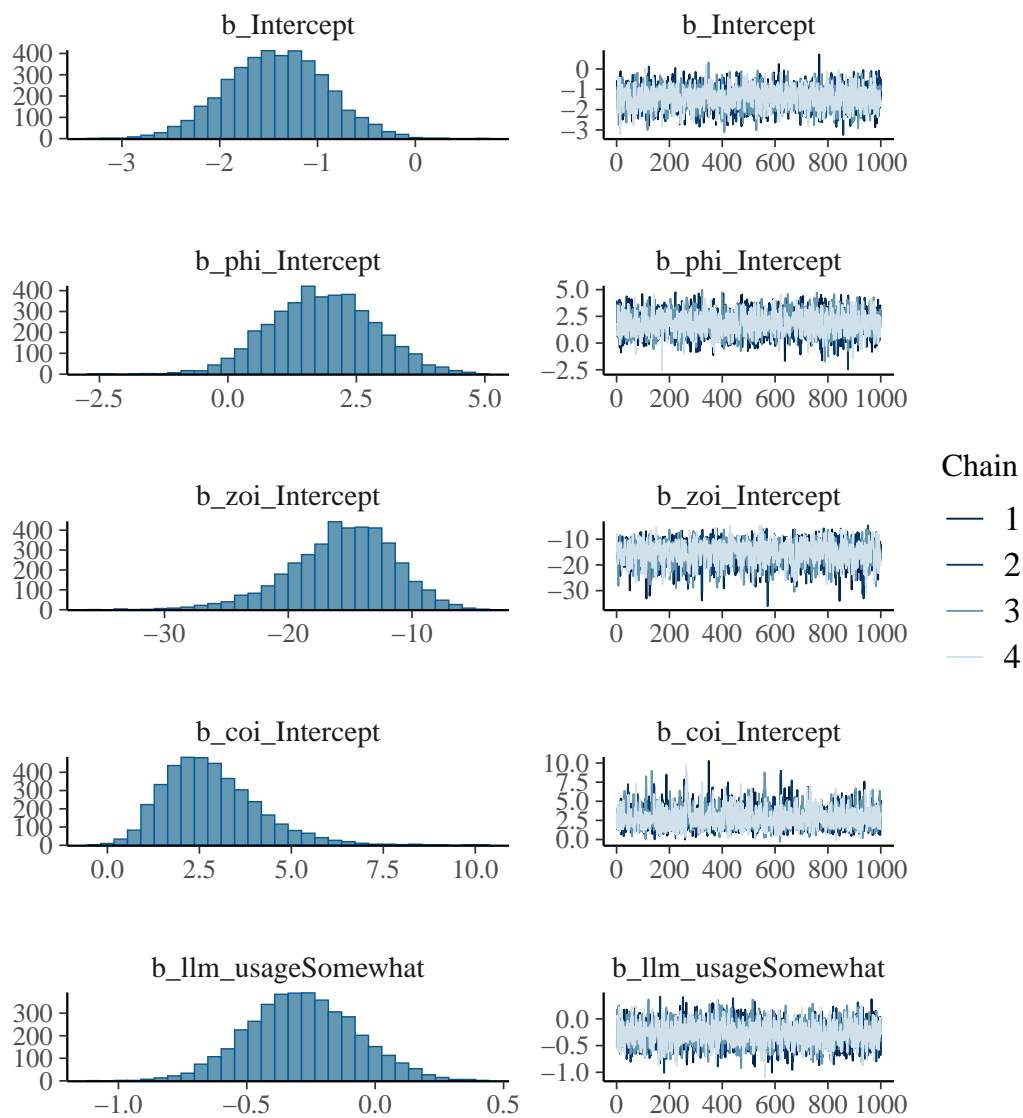 b_Intercept
b_Intercept
400
300
200
100
0
−3 −2 −1 0
0
−1
−2
−3
0 200 400 600 800 1000
b_phi_Intercept
b_phi_Intercept
400
300
200
100
0
−2.5 0.0 2.5 5.0
5.0
2.5
0.0
−2.5
0 200 400 600 800 1000
b_zoi_Intercept
b_zoi_Intercept
400
300
200
100
0
−30 −20 −10
−10
−20
−30
0 200 400 600 800 1000
Chain
1
2
3
4
b_coi_Intercept
b_coi_Intercept
400
300
200
100
0
0.0 2.5 5.0 7.5 10.0
10.0
7.5
5.0
2.5
0.0
0 200 400 600 800 1000
b_llm_usageSomewhat
b_llm_usageSomewhat
300
200
100
0
−1.0 −0.5 0.0 0.5
0.0
−0.5
−1.0
0 200 400 600 800 1000